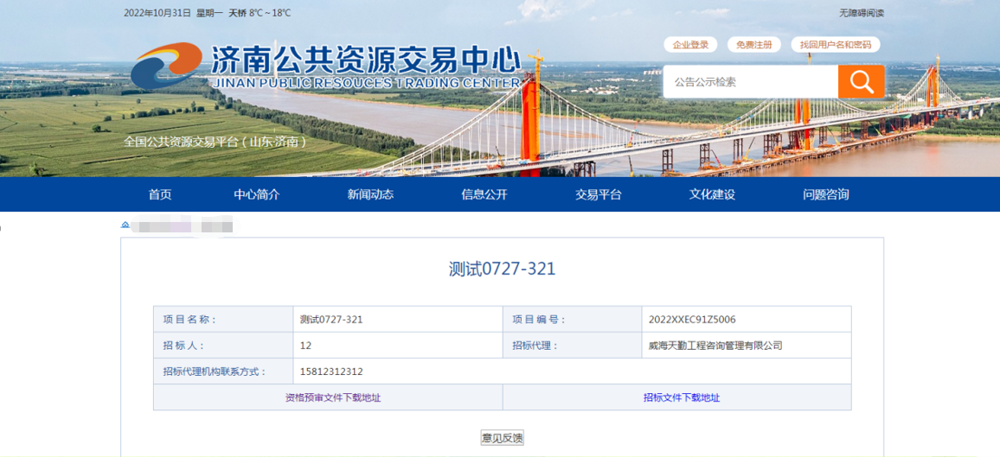 2022年10月31日 星期一 天桥 8℃~18℃
无障碍阅读
企业登录 免费注册 找回用户名和密码
济南公共资源交易中心
JINAN PUBLIC RESOUCES TRADING CENTER
公告公示检索
全国公共资源交易平台（山东·济南）
首页 中心简介 新闻动态 信息公开 交易平台 文化建设 问题咨询
测试0727-321
项目名称： 测试0727-321 项目编号： 2022XXEC91Z5006
招标人： 12 招标代理： 威海天勤工程咨询管理有限公司
招标代理机构联系方式： 15812312312
资格预审文件下载地址 招标文件下载地址
意见反馈